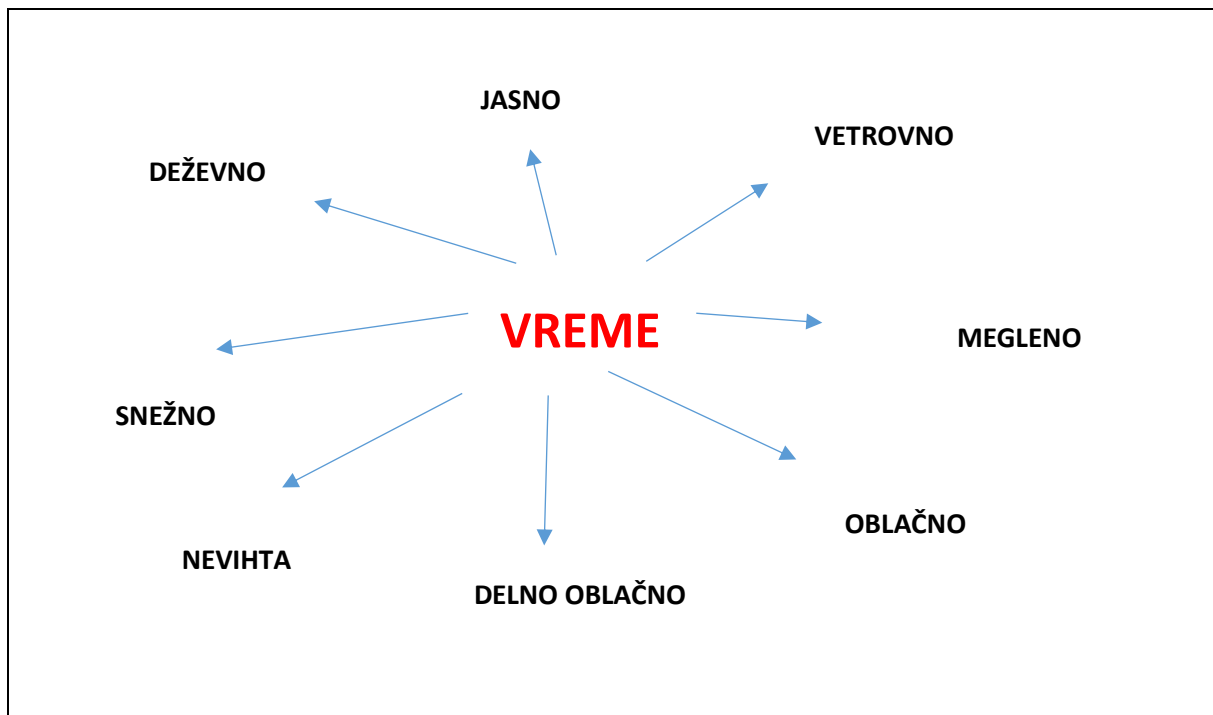 JASNO
VETROVNO
DEŽEVNO
VREME
MEGLENO
SNEŽNO
OBLAČNO
NEVIHTA
DELNO OBLAČNO